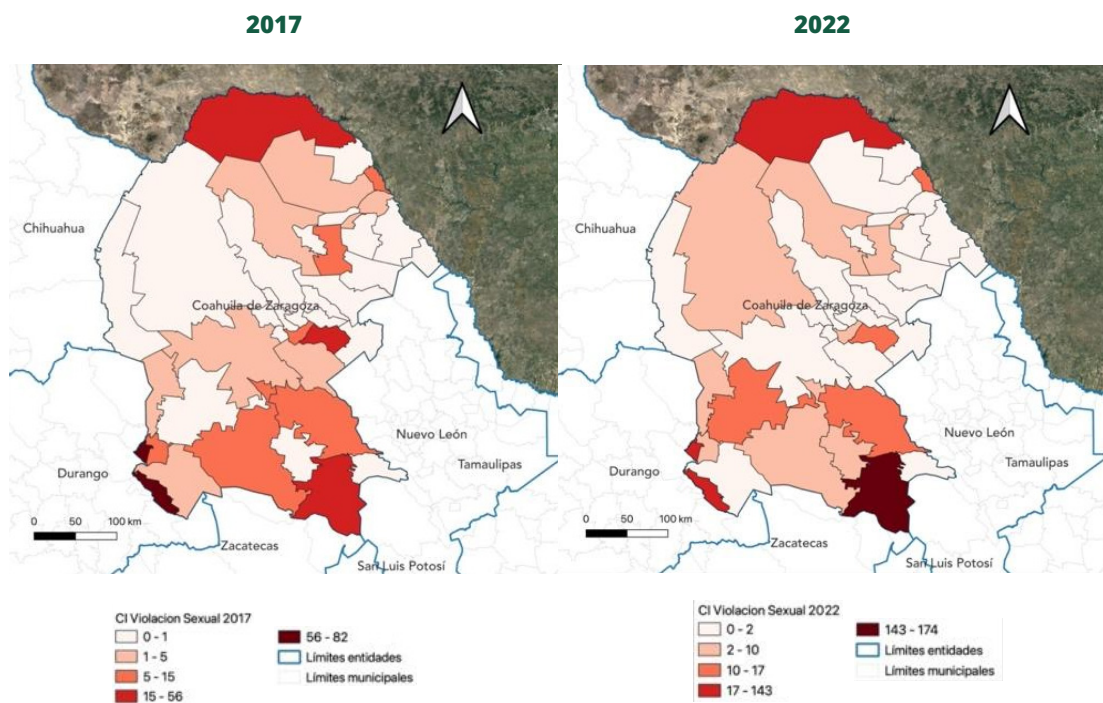 2017
2022
Chihuahua
Coahuila de Zaragoza
Nuevo León
Tamaulipas
Durango
0 50 100 km
Zacatecas
San Luis Potosí
Chihuahua
Coahuila de Zaragoza
Nuevo León
Tamaulipas
Durango
0 50 100 km
Zacatecas
San Luis Potosí
CI Violacion Sexual 2017
0 - 1
1 - 5
5 - 15
15 - 56
56 - 82
Límites entidades
Límites municipales
CI Violacion Sexual 2022
0 - 2
2 - 10
10 - 17
17 - 143
143 - 174
Límites entidades
Límites municipales